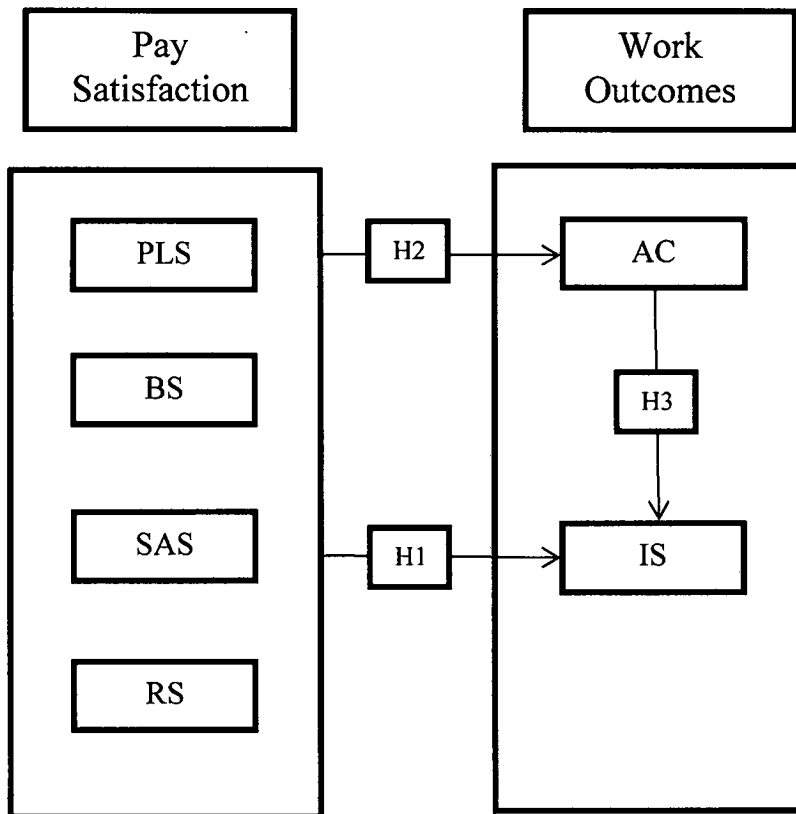 Pay
Satisfaction
Work
Outcomes
PLS
H2
AC
BS
H3
SAS
H1
IS
RS